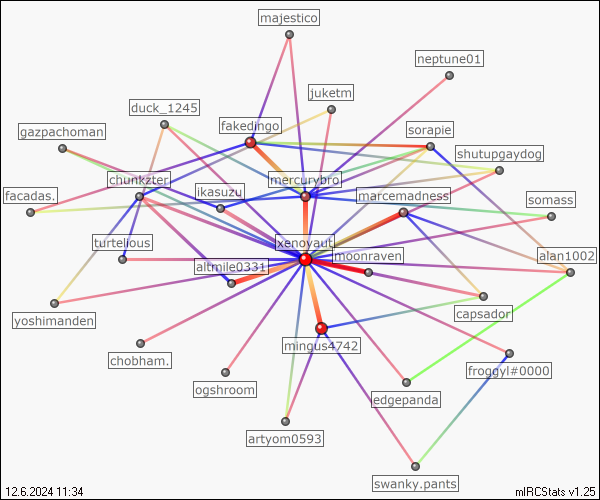 majestico
neptune01
juketm
duck_1245
fakedingo
gazpachoman
sorapie
shutupgaydog
chunkzter
mercurybro
ikasuzu
marcemadness
facadas.
somass
turtelious
xenoyaut
moonraven
alan1002
altmile0331
yoshimanden
capsador
mingus4742
chobham.
froggyl#0000
ogshroom
edgepanda
artyom0593
swanky.pants
12.6.2024 11:34
mIRCStats v1.25